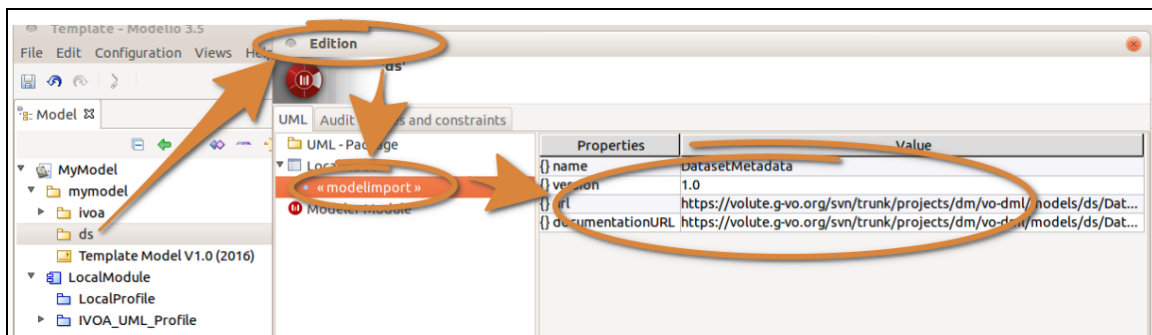 Template - Modelio 3.5
File Edit Configuration Views
Edition
'ds'
Model
UML Audit and constraints
UML - Package
Properties Value
{} name DatasetMetadata
{} version 1.0
{} url https://volute.g-vo.org/svn/trunk/projects/dm/vo-dml/models/ds/Dat...
{} documentationURL https://volute.g-vo.org/svn/trunk/projects/dm/vo-dml/models/ds/Dat...
« modelimport »
Modeler Module
MyModel
mymodel
ivoa
ds
Template Model V1.0 (2016)
LocalModule
LocalProfile
IVOA_UML_Profile